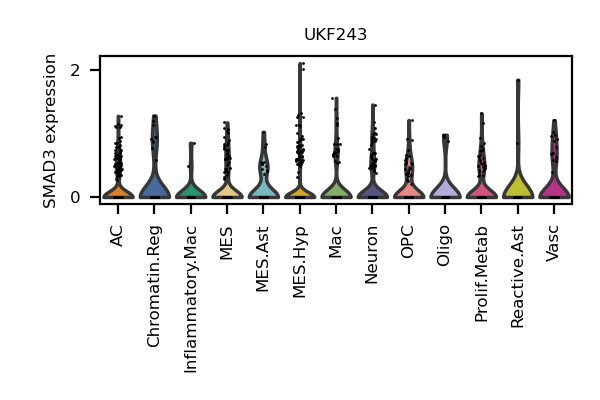 UKF243
SMAD3 expression
2
0
AC
Chromatin.Reg
Inflammatory.Mac
MES
MES.Ast
MES.Hyp
Mac
Neuron
OPC
Oligo
Prolif.Metab
Reactive.Ast
Vasc